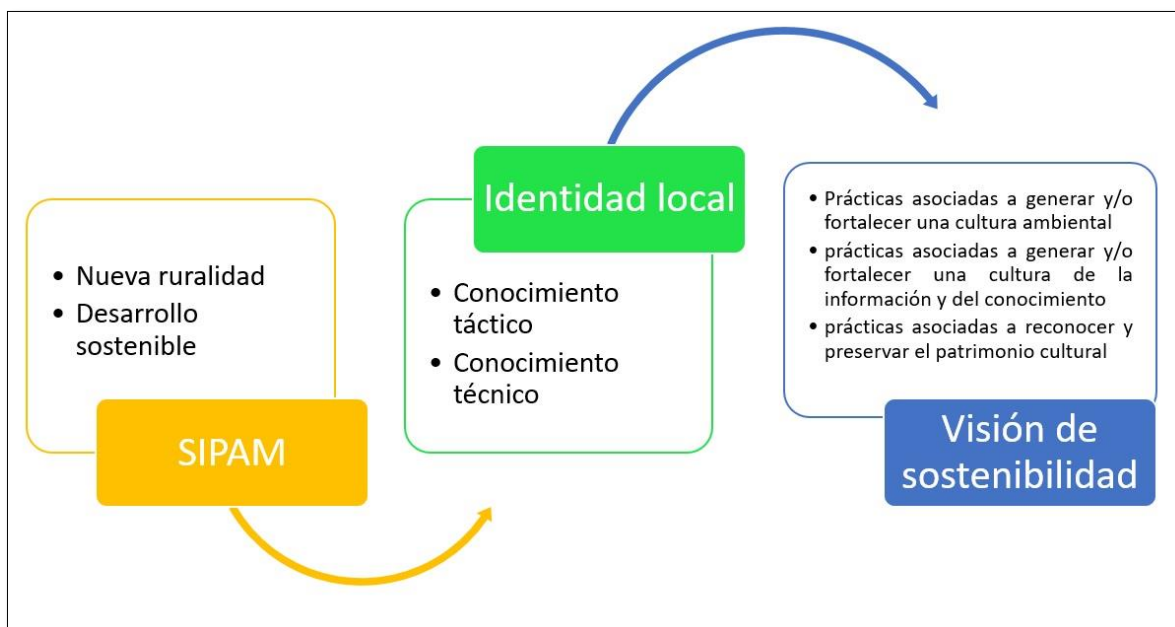 • Nueva ruralidad
• Desarrollo
sostenible
SIPAM
Identidad local
• Conocimiento
táctico
• Conocimiento
técnico
• Prácticas asociadas a generar y/o
fortalecer una cultura ambiental
• prácticas asociadas a generar y/o
fortalecer una cultura de la
información y del conocimiento
• prácticas asociadas a reconocer y
preservar el patrimonio cultural
Visión de
sostenibilidad